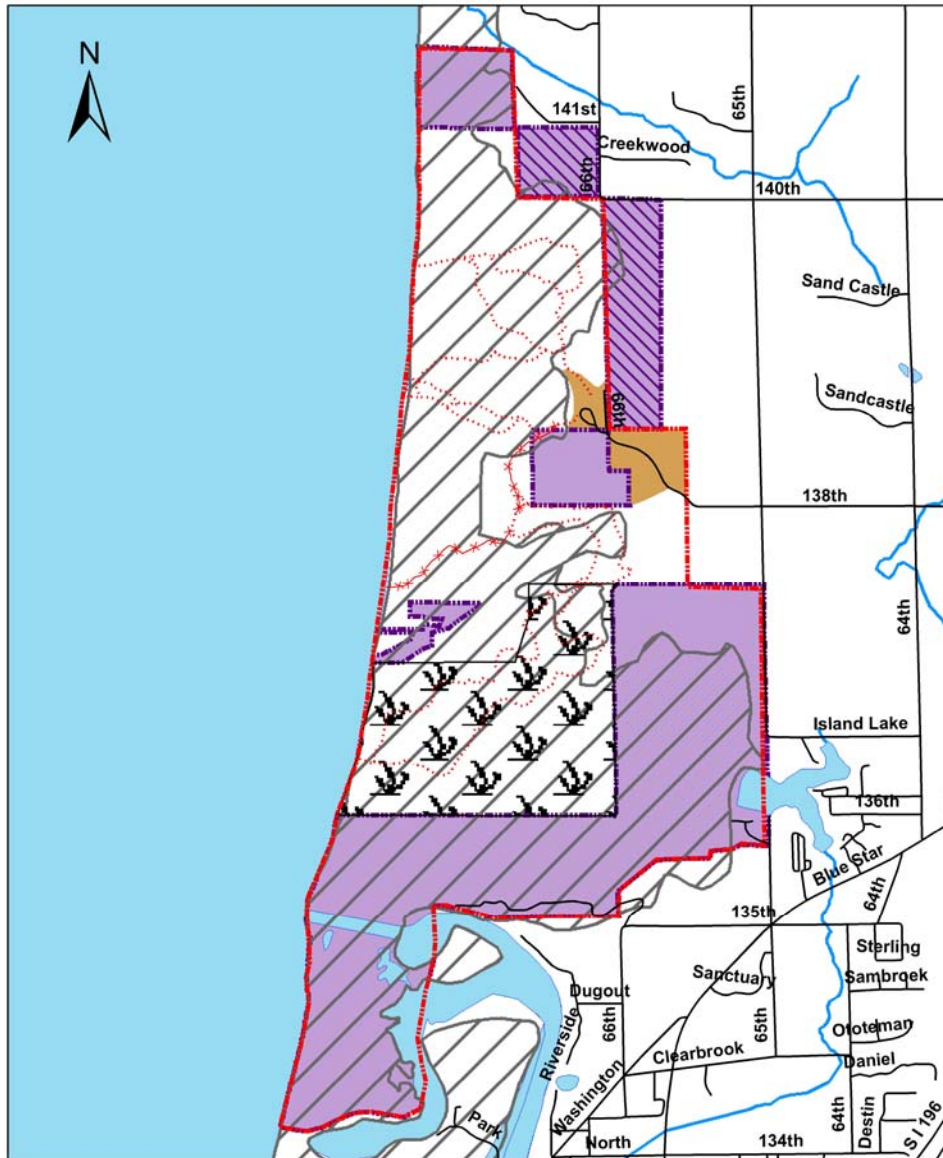 N
65th
141st
Creekwood
66th
140th
Sand Castle
Sandcastle
66th
138th
64th
Island Lake
136th
Blue Star
64th
135th
Sterling
Sanctuary
Sambroek
Dugout
66th
65th
Ototeman
Riverside
Clearbrook
Daniel
Washington
64th
Destin
S I 196
Park
North
134th